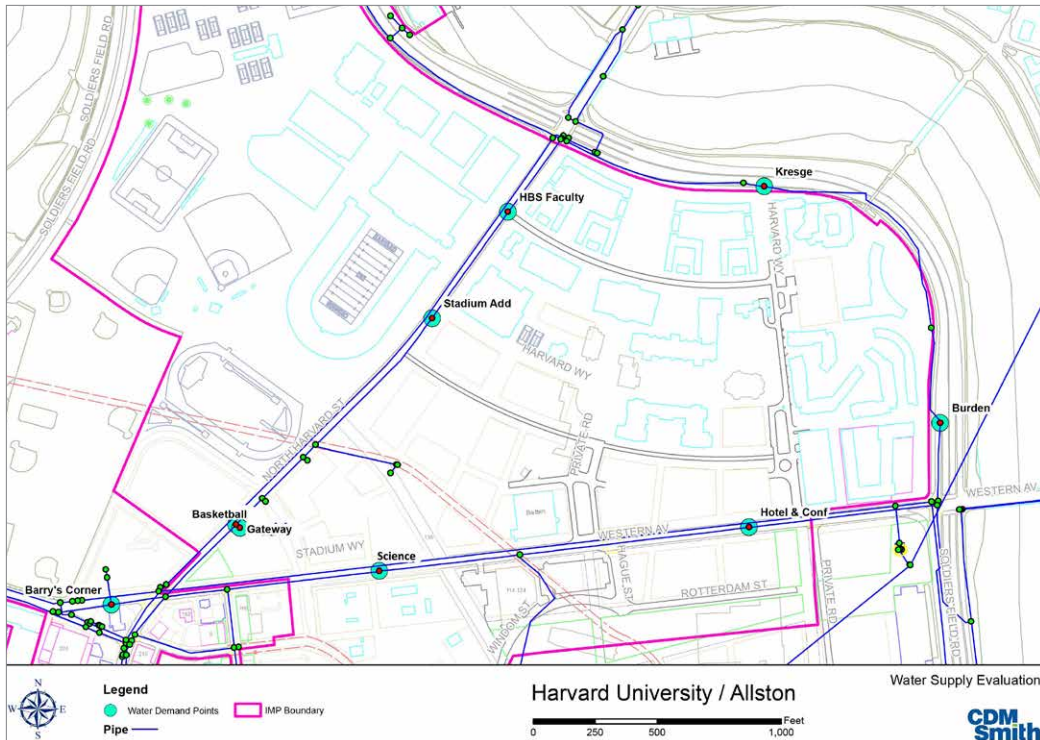 SOLDIERS FIELD RD
SOLDIERS FIELD RD
Kresge
HBS Faculty
HARVARD WY
Stadium Add
HARVARD WY
Burden
NORTH HARVARD ST
PRIVATE RD
WESTERN AV
Basketball
Gateway
Batten
Hotel & Conf
WESTERN AV
STADIUM WY
Science
HAGUE ST
ROTTERDAM ST
Barry's Corner
WINDOM ST
PRIVATE RD
SOLDIERS FIELD RD
Legend
Water Demand Points
IMP Boundary
Pipe
N
W
E
S
Harvard University / Allston
Feet
0 250 500 1,000
Water Supply Evaluation
CDM
Smith